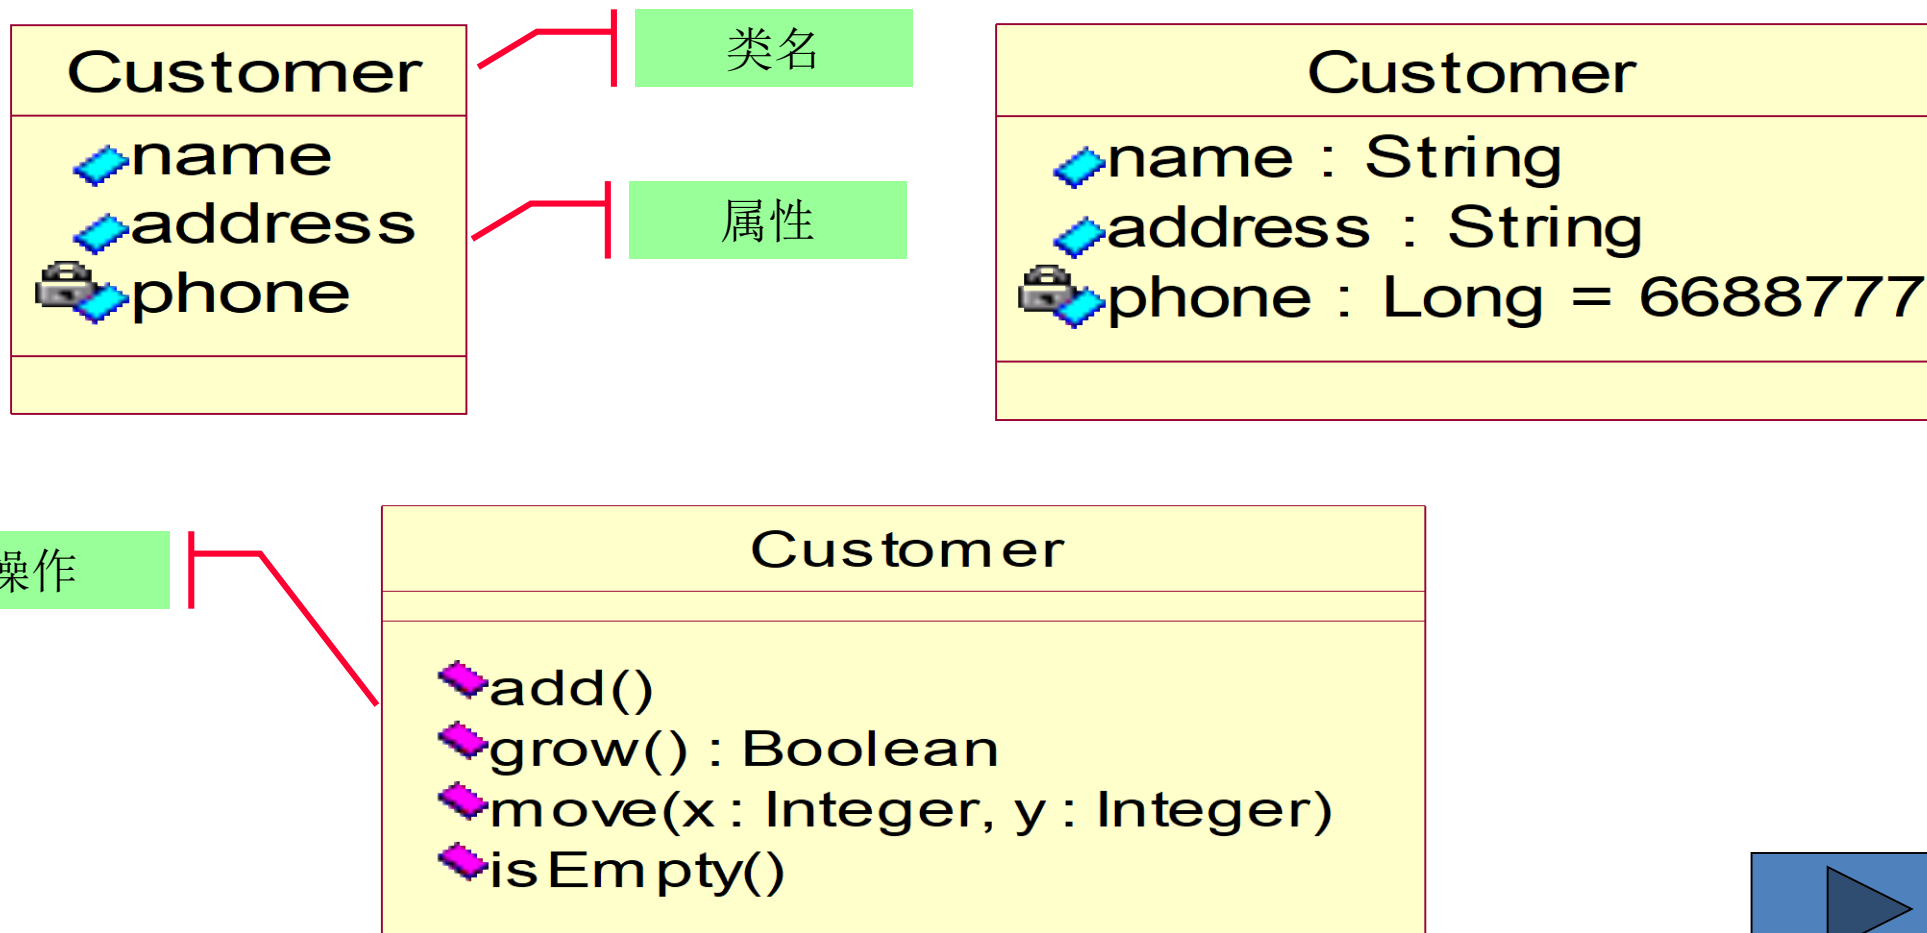 Customer
name
address
phone
类名
属性
Customer
name : String
address : String
phone : Long = 6688777
操作
Customer
add()
grow() : Boolean
move(x : Integer, y : Integer)
isEmpty()